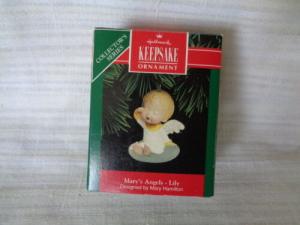 COLLECTOR'S
SERIES
Hallmark
KEEPSAKE
ORNAMENT
Mary's Angels - Lily
Designed by Mary Hamilton